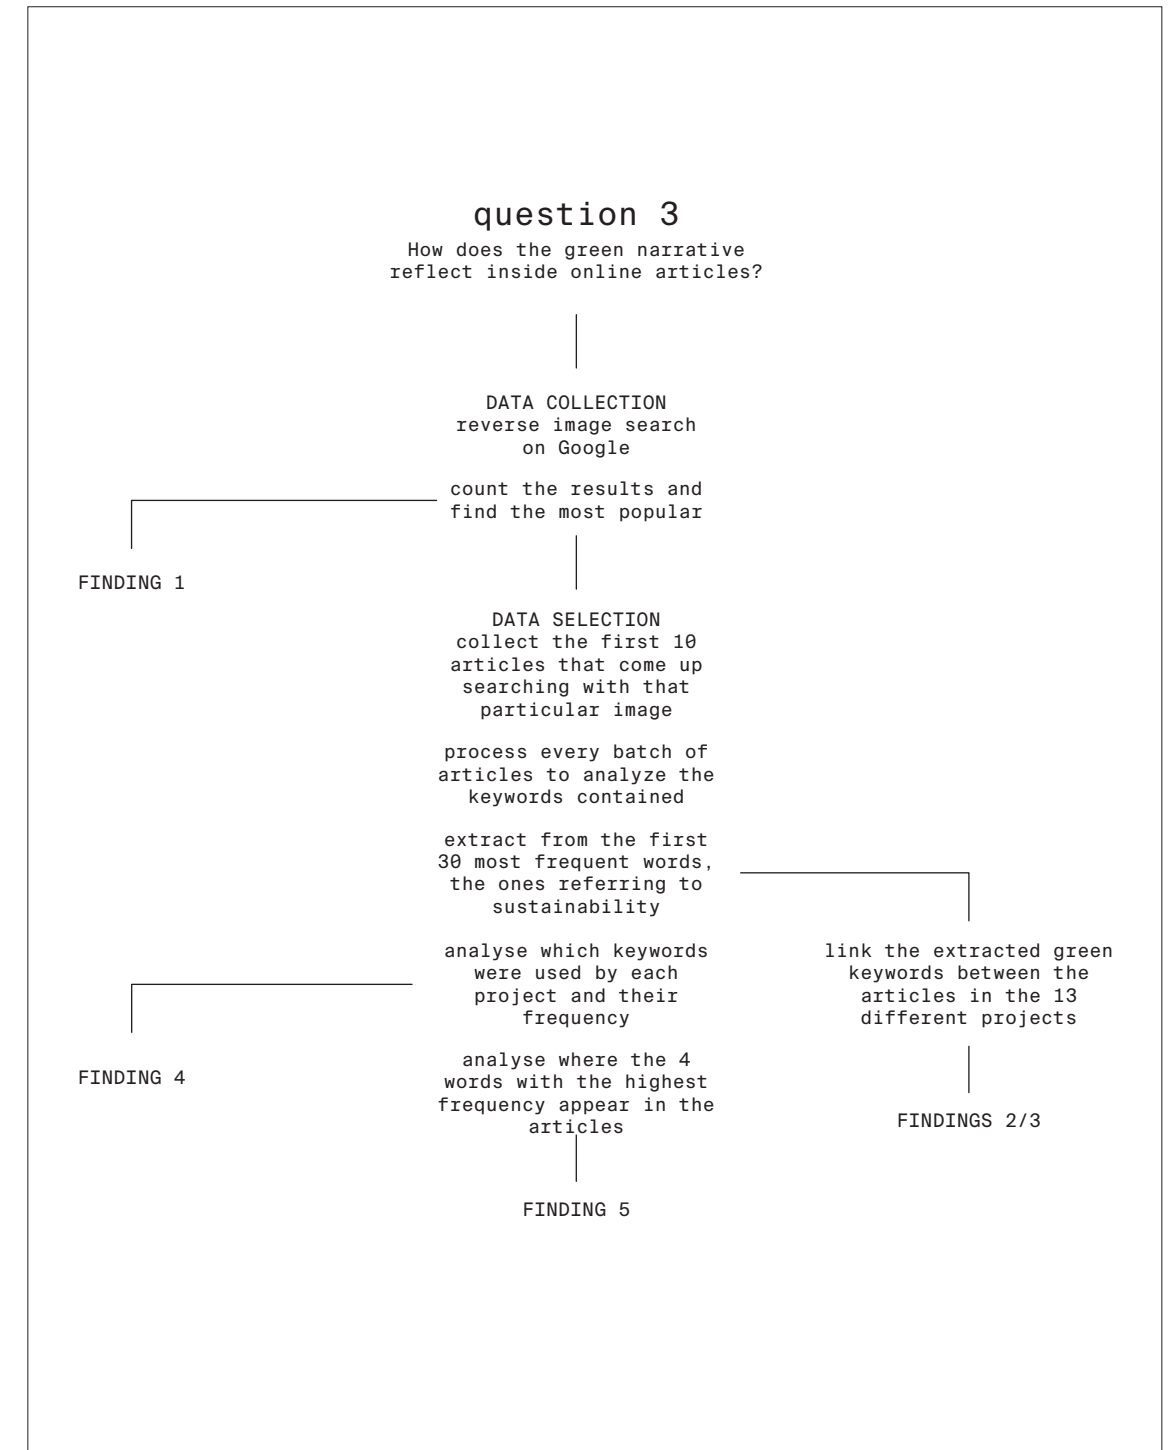 question 3
How does the green narrative
reflect inside online articles?
DATA COLLECTION
reverse image search
on Google
count the results and
find the most popular
FINDING 1
DATA SELECTION
collect the first 10
articles that come up
searching with that
particular image
process every batch of
articles to analyze the
keywords contained
extract from the first
30 most frequent words,
the ones referring to
sustainability
analyse which keywords
were used by each
project and their
frequency
link the extracted green
keywords between the
articles in the 13
different projects
FINDING 4
analyse where the 4
words with the highest
frequency appear in the
articles
FINDINGS 2/3
FINDING 5